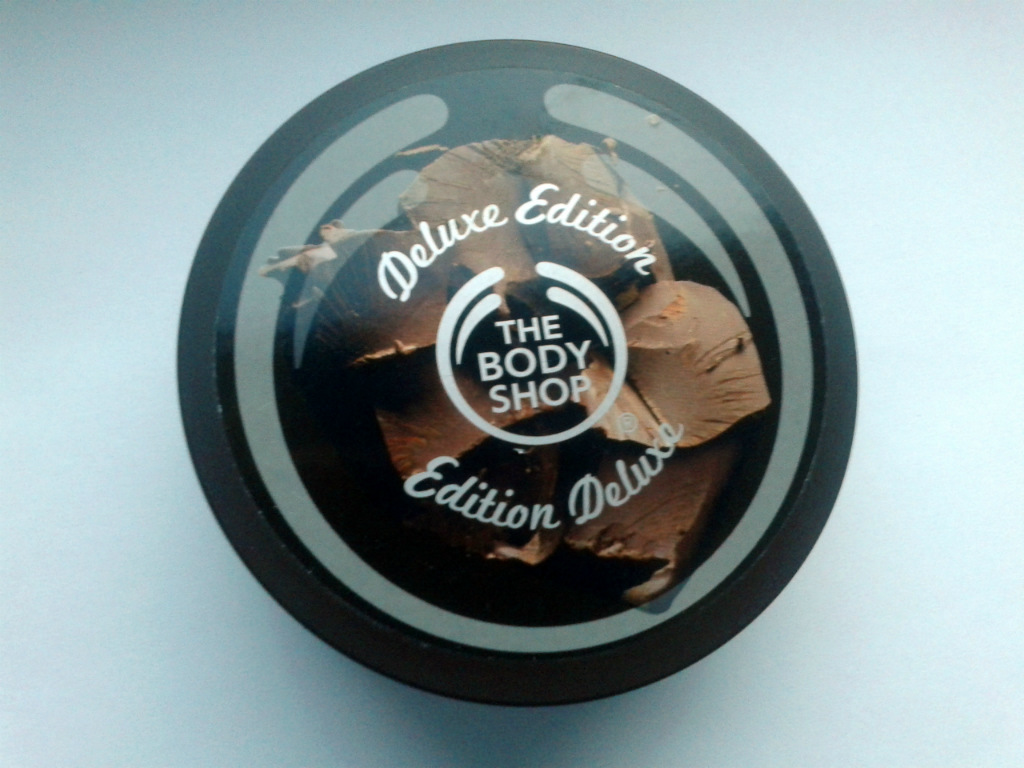 Deluxe Edition
THE
BODY
SHOP
®
Edition Deluxe